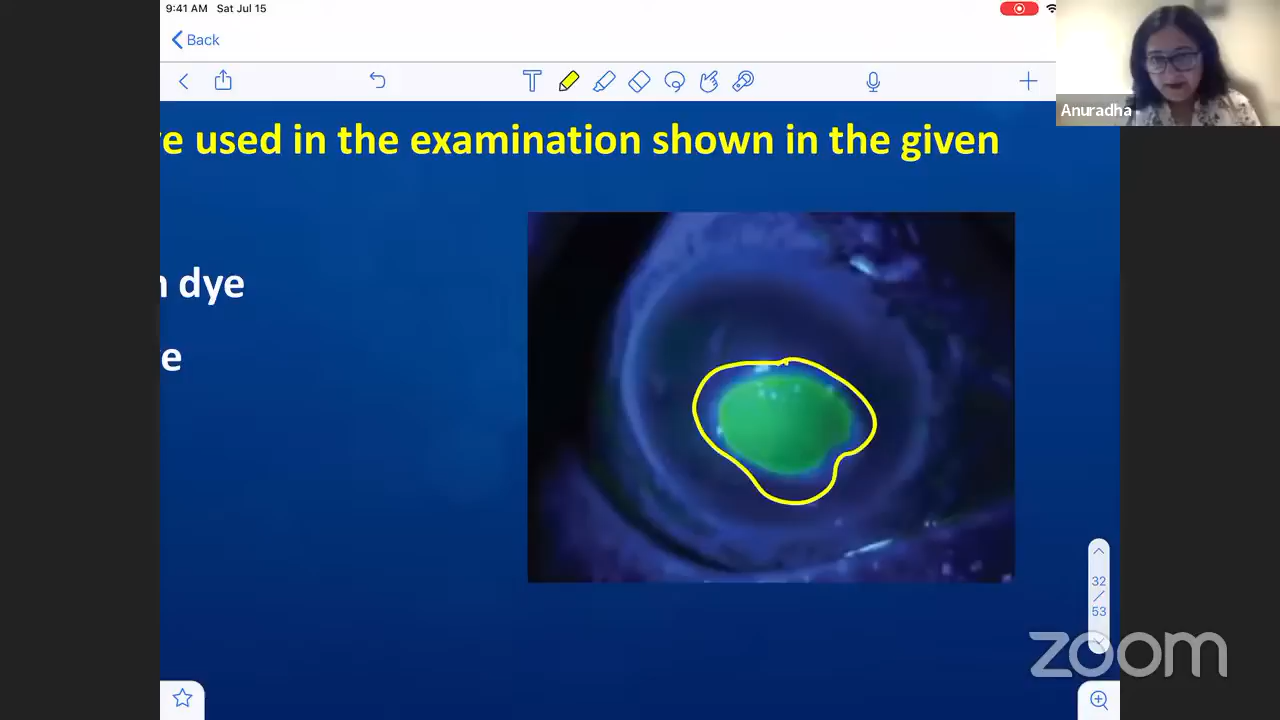 9:41 AM Sat Jul 15
Back
Anuradha
e used in the examination shown in the given
dye
e
32
/
53
zoom